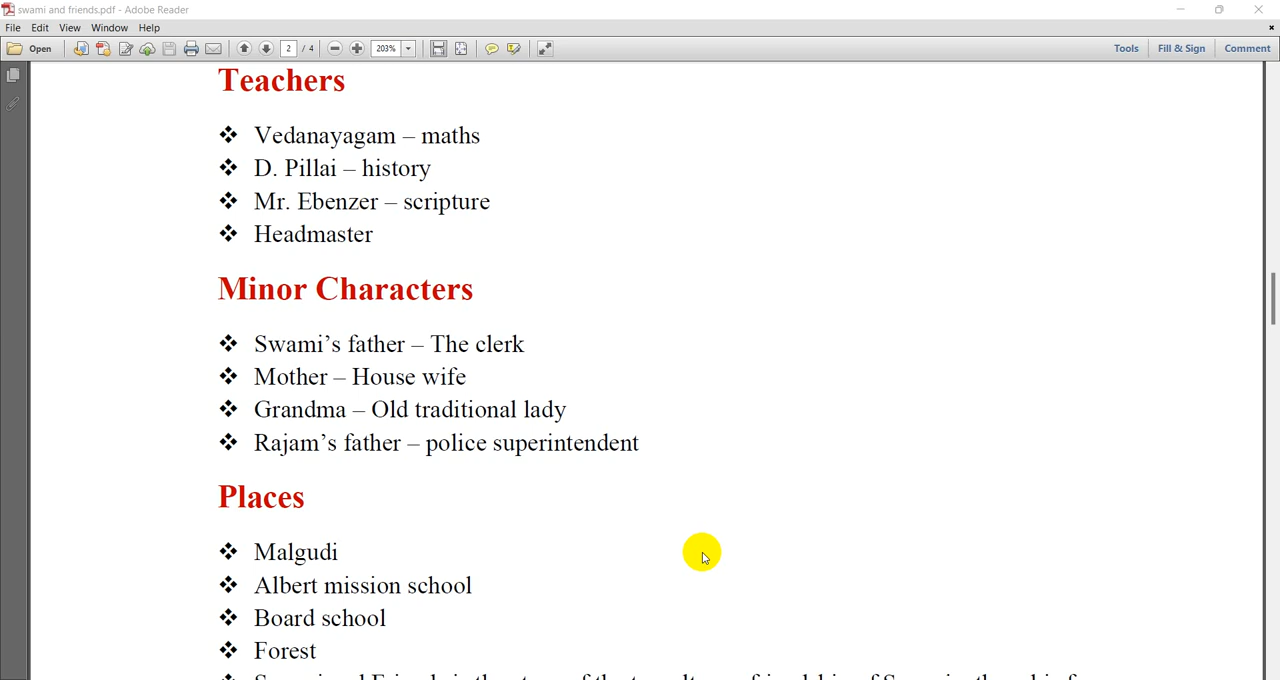 swami and friends.pdf - Adobe Reader
File Edit View Window Help
Open 2 / 4 203% Tools Fill & Sign Comment
Teachers
❖ Vedanayagam – maths
❖ D. Pillai – history
❖ Mr. Ebenzer – scripture
❖ Headmaster
Minor Characters
❖ Swami’s father – The clerk
❖ Mother – House wife
❖ Grandma – Old traditional lady
❖ Rajam’s father – police superintendent
Places
❖ Malgudi
❖ Albert mission school
❖ Board school
❖ Forest